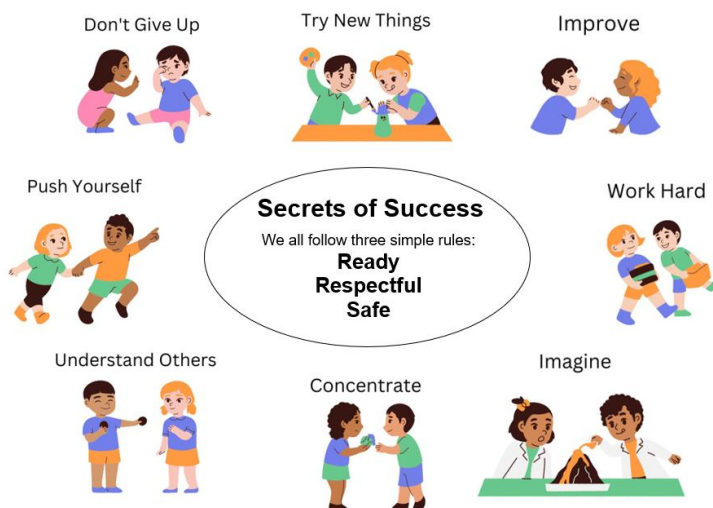 Don't Give Up
Try New Things
Improve
Push Yourself
Secrets of Success
We all follow three simple rules:
Ready
Respectful
Safe
Work Hard
Understand Others
Concentrate
Imagine